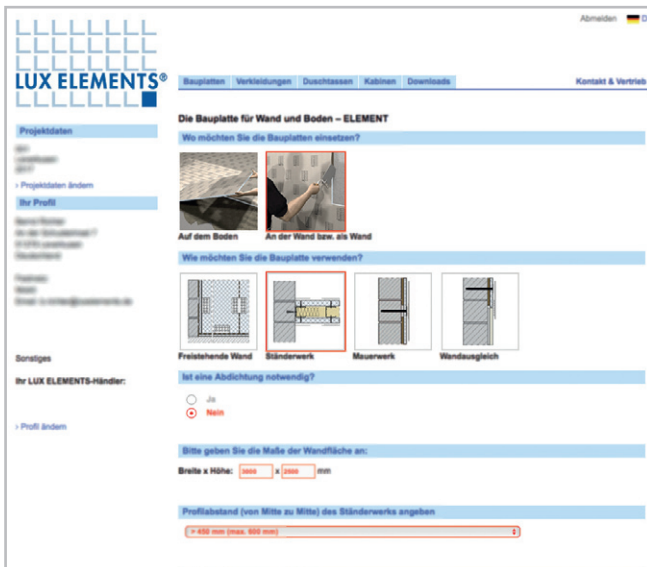 Abmelden
LUX ELEMENTS®
Bauplatten Verkleidungen Duschtassen Kabinen Downloads
Kontakt & Vertrieb
Projektdaten
› Projektdaten ändern
Ihr Profil
Sonstiges
Ihr LUX ELEMENTS-Händler:
› Profil ändern
Die Bauplatte für Wand und Boden – ELEMENT
Wo möchten Sie die Bauplatten einsetzen?
Auf dem Boden An der Wand bzw. als Wand
Wie möchten Sie die Bauplatte verwenden?
Freistehende Wand Ständerwerk Mauerwerk Wandausgleich
Ist eine Abdichtung notwendig?
Ja
Nein
Bitte geben Sie die Maße der Wandfläche an:
Breite x Höhe: 3000 x 2500 mm
Profilabstand (von Mitte zu Mitte) des Ständerwerks angeben
> 450 mm (max. 600 mm)